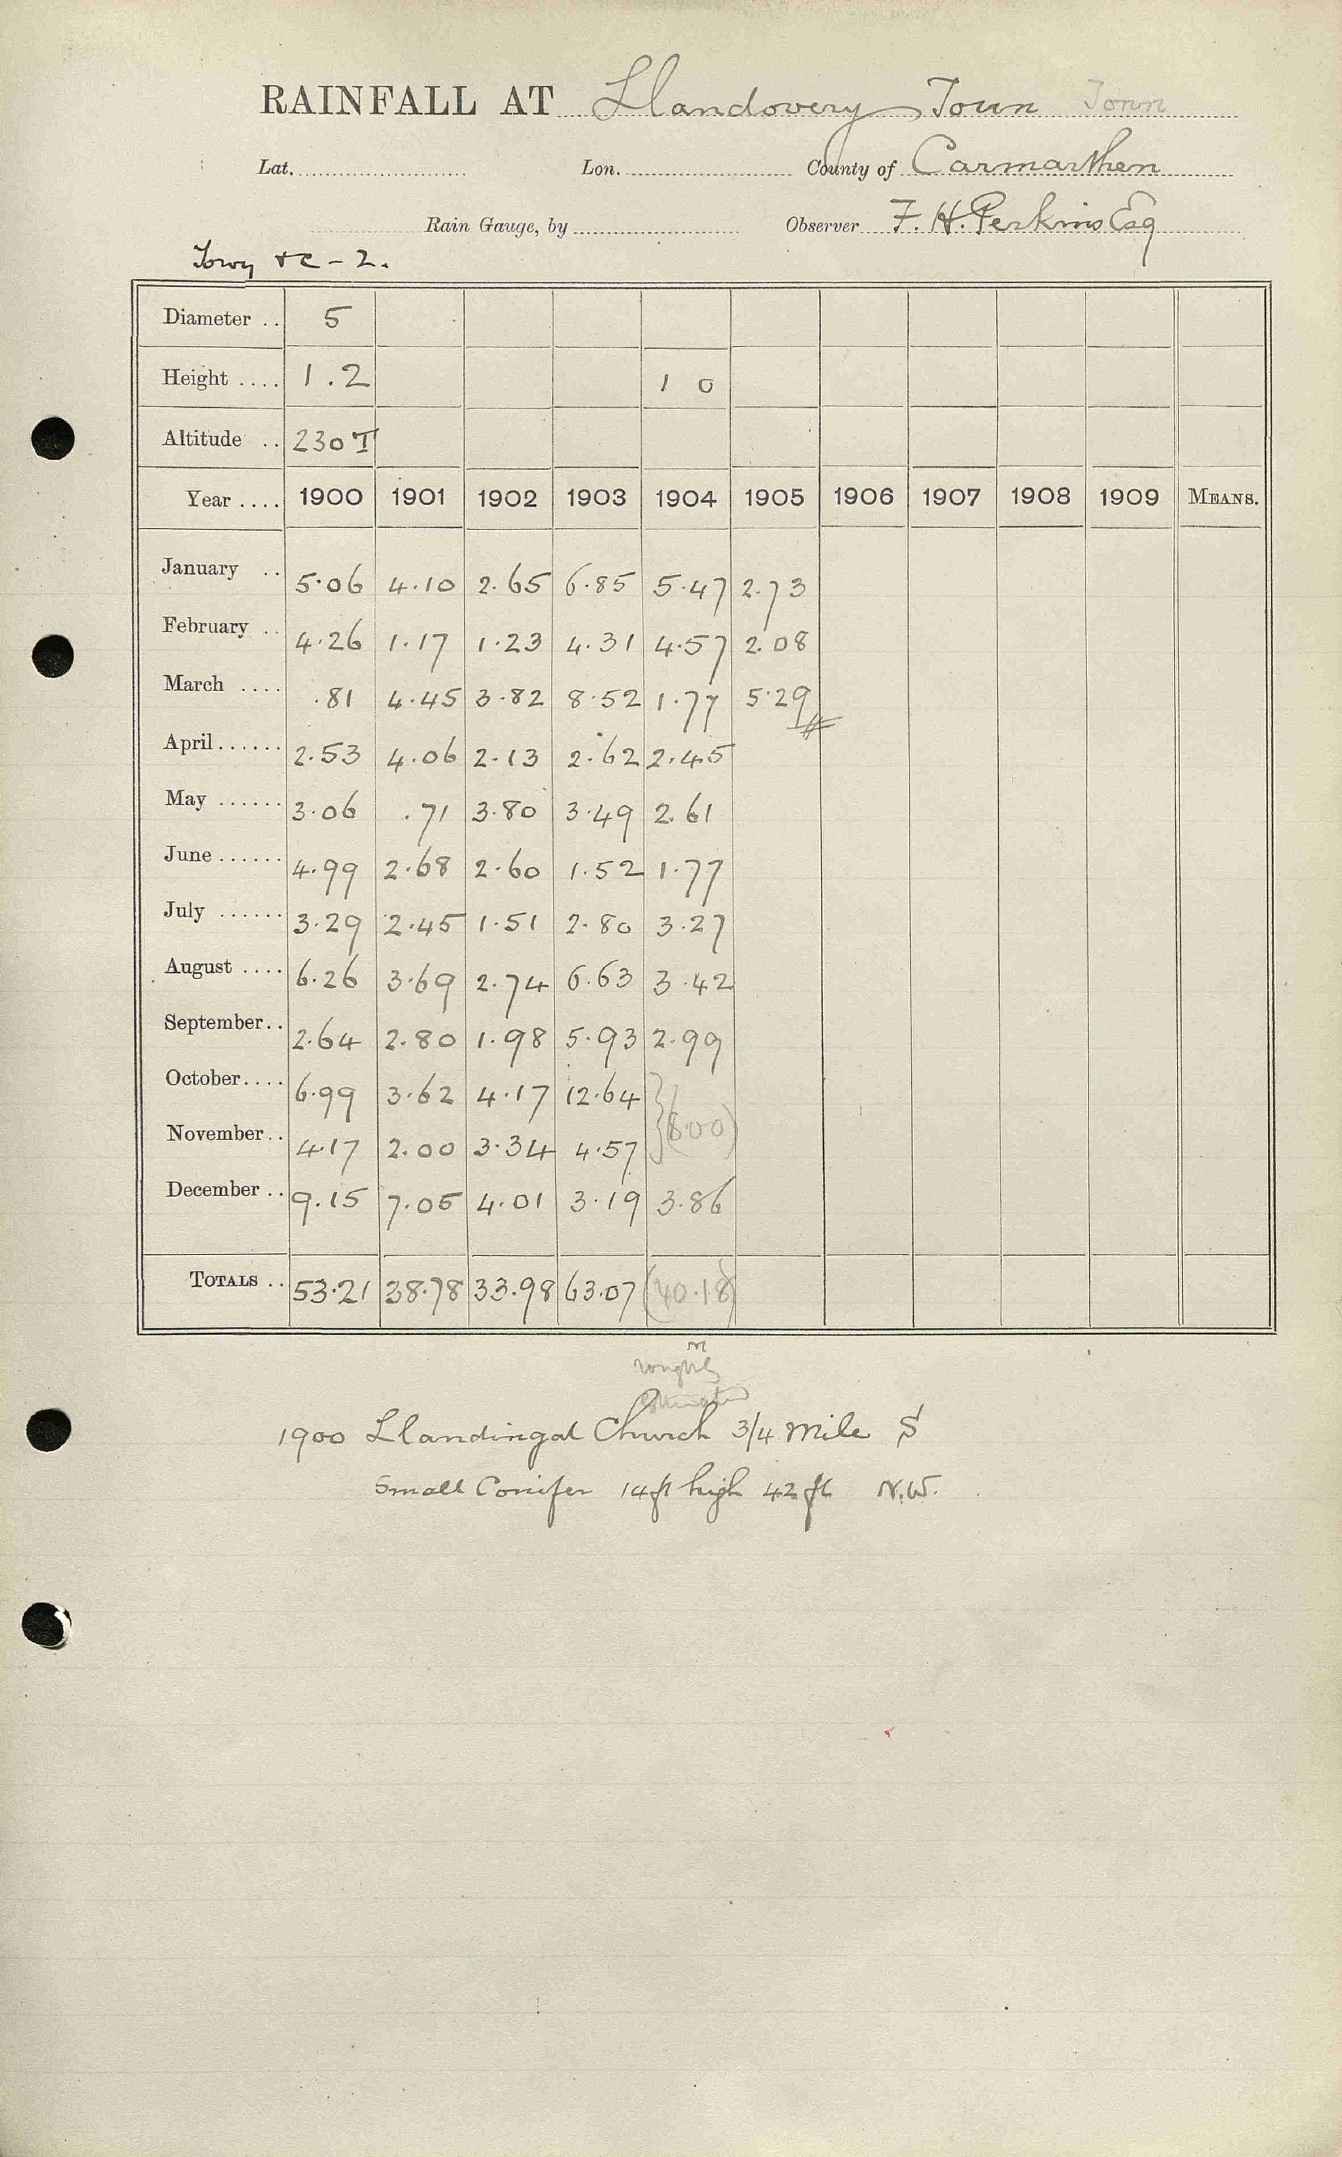 RAINFALL AT Llandovery Toun Tonn
Lat. Lon. County of Carmarthen
Rain Gauge, by Observer F. H. Perkins Esq
Towy &c - 2.
Diameter .. 5
Height .... 1.2 1 0
Altitude .. 230 T
Year .... 1900 1901 1902 1903 1904 1905 1906 1907 1908 1909 MEANS.
January .. 5.06 4.10 2.65 6.85 5.47 2.73
February .. 4.26 1.17 1.23 4.31 4.57 2.08
March .... .81 4.45 3.82 8.52 1.77 5.29
April ...... 2.53 4.06 2.13 2.62 2.45
May ...... 3.06 .71 3.80 3.49 2.61
June ...... 4.99 2.68 2.60 1.52 1.77
July ...... 3.29 2.45 1.51 2.80 3.27
August .... 6.26 3.69 2.74 6.63 3.42
September.. 2.64 2.80 1.98 5.93 2.99
October.... 6.99 3.62 4.17 12.64
November.. 4.17 2.00 3.34 4.57 (8.00)
December .. 9.15 7.05 4.01 3.19 3.86
TOTALS .. 53.21 38.78 33.98 63.07 (40.18)
roughly
estimated
1900 Llandingat Church 3/4 mile S
Small Conifer 14 ft high 42 ft N.W.